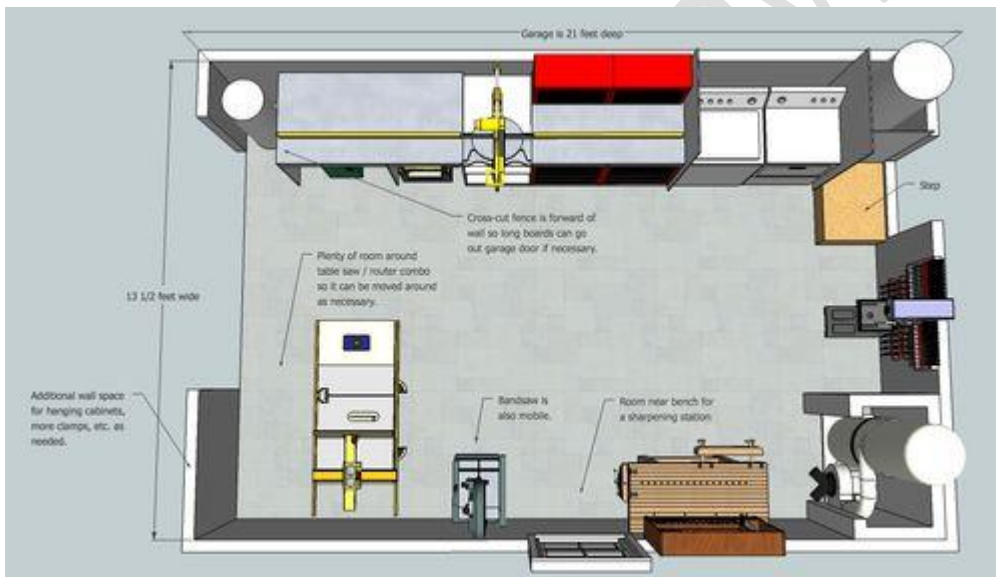 Garage is 21 feet deep
Step
Cross-cut fence is forward of
wall so long boards can go
out garage door if necessary.
Plenty of room around
table saw / router combo
so it can be moved around
as necessary.
13 1/2 feet wide
Additional wall space
for hanging cabinets,
more clamps, etc. as
needed.
Bandsaw is
also mobile.
Room near bench for
a sharpening station